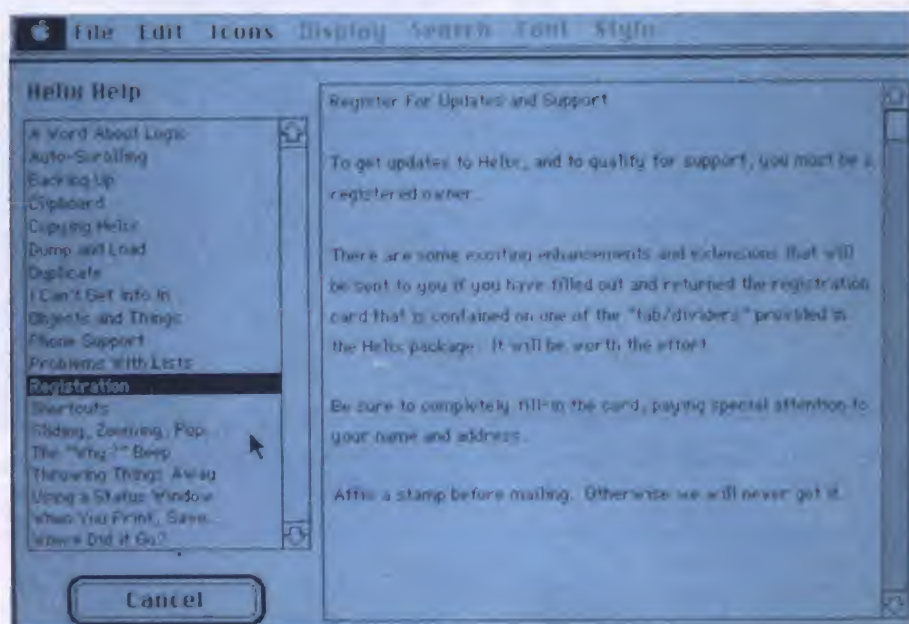 File Edit Icons Display Search Font Style
Helix Help
A Word About Logic
Auto-Scrolling
Backing Up
Clipboard
Copying Helix
Dump and Load
Duplicate
I Can't Get Info In
Objects and Things
Phone Support
Problems With Lists
Registration
Shortcuts
Sliding, Zooming, Pop...
The "Why?" Beep
Throwing Things Away
Using a Status Window
When You Print, Save...
Where Did it Go?
Cancel
Register For Updates and Support
To get updates to Helix, and to qualify for support, you must be a
registered owner.
There are some exciting enhancements and extensions that will
be sent to you if you have filled out and returned the registration
card that is contained on one of the "tab/dividers" provided in
the Helix package. It will be worth the effort.
Be sure to completely fill-in the card, paying special attention to
your name and address.
Affix a stamp before mailing. Otherwise we will never get it.